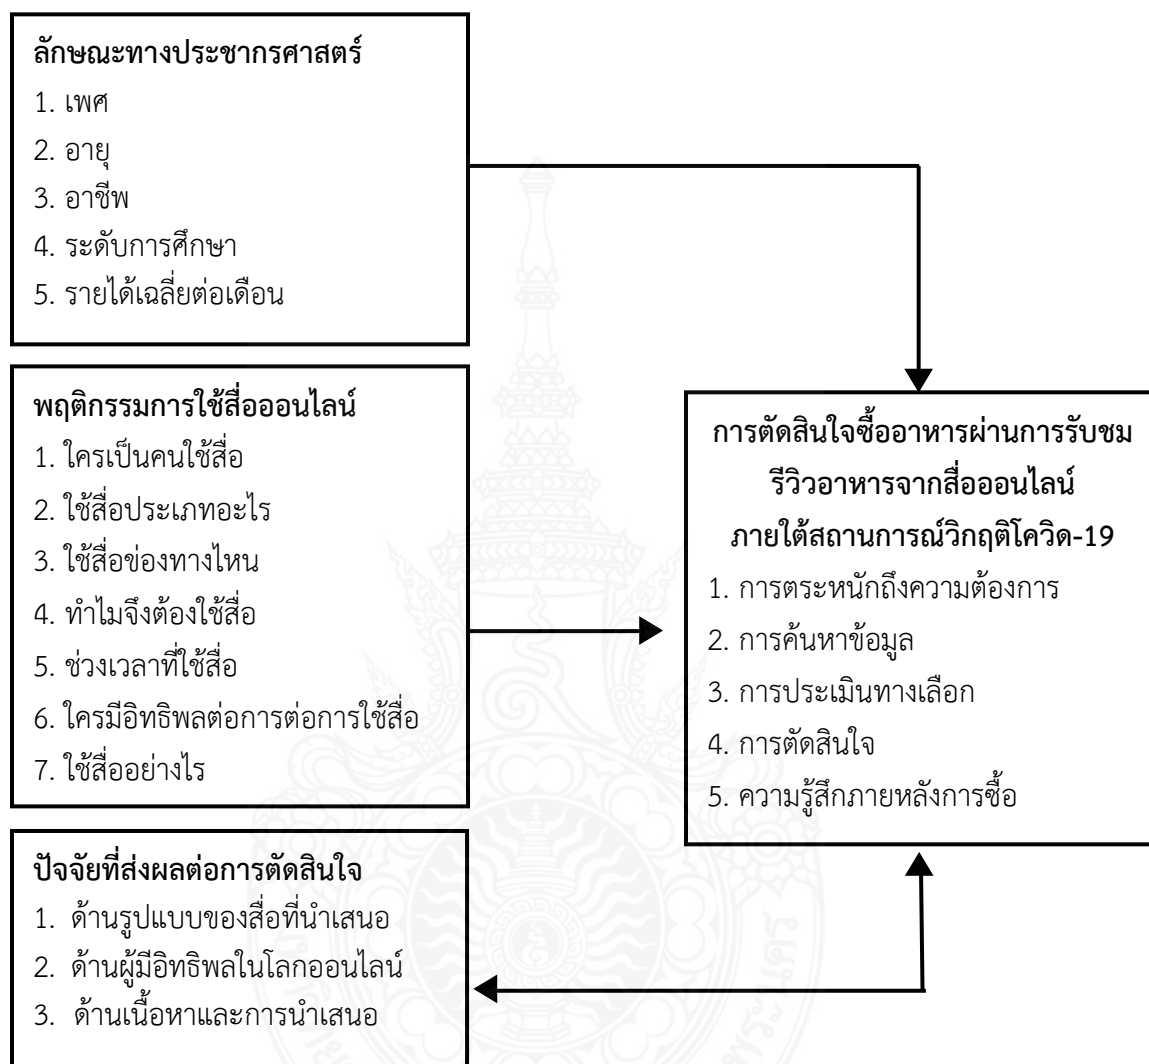 ลักษณะทางประชากรศาสตร์
1. เพศ
2. อายุ
3. อาชีพ
4. ระดับการศึกษา
5. รายได้เฉลี่ยต่อเดือน
พฤติกรรมการใช้สื่อออนไลน์
1. ใครเป็นคนใช้สื่อ
2. ใช้สื่อประเภทอะไร
3. ใช้สื่อข่องทางไหน
4. ทำไมจึงต้องใช้สื่อ
5. ช่วงเวลาที่ใช้สื่อ
6. ใครมีอิทธิพลต่อการต่อการใช้สื่อ
7. ใช้สื่ออย่างไร
ปัจจัยที่ส่งผลต่อการตัดสินใจ
1. ด้านรูปแบบของสื่อที่นำเสนอ
2. ด้านผู้มีอิทธิพลในโลกออนไลน์
3. ด้านเนื้อหาและการนำเสนอ
การตัดสินใจซื้ออาหารผ่านการรับชม
รีวิวอาหารจากสื่อออนไลน์
ภายใต้สถานการณ์วิกฤติโควิด-19
1. การตระหนักถึงความต้องการ
2. การค้นหาข้อมูล
3. การประเมินทางเลือก
4. การตัดสินใจ
5. ความรู้สึกภายหลังการซื้อ